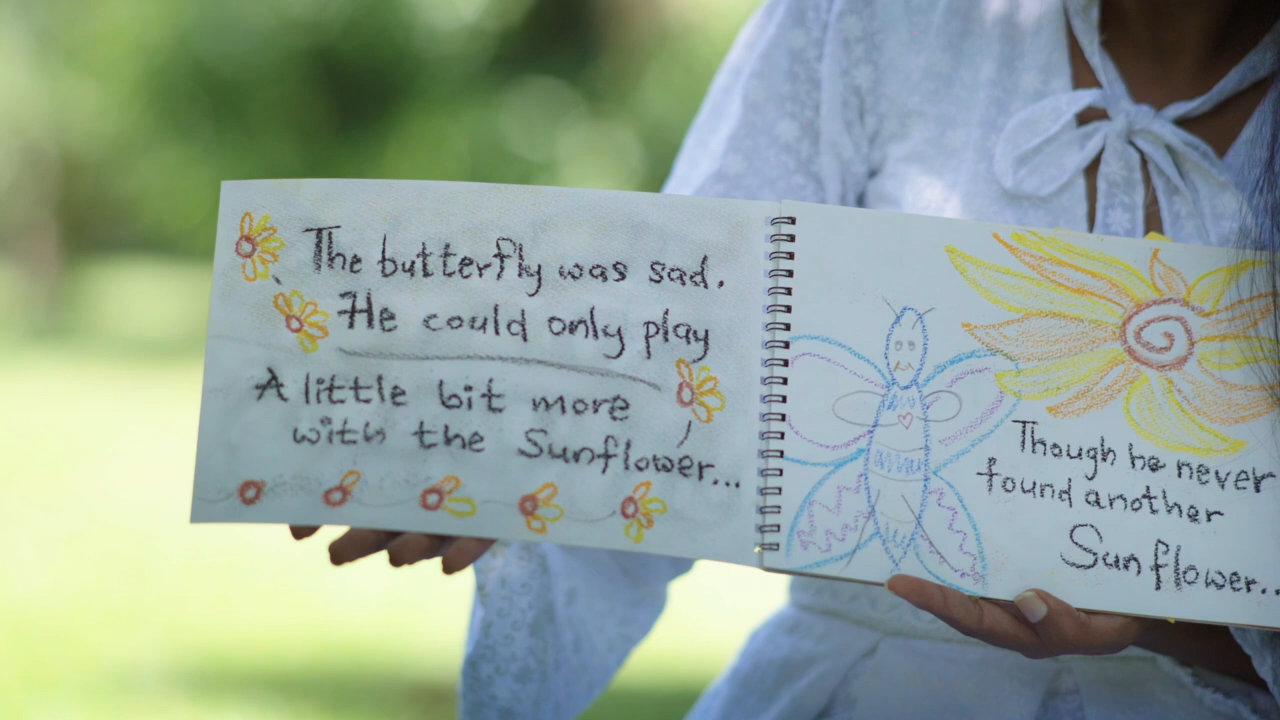 The butterfly was sad.
He could only play
A little bit more
with the Sunflower...
Though he never
found another
Sunflower..